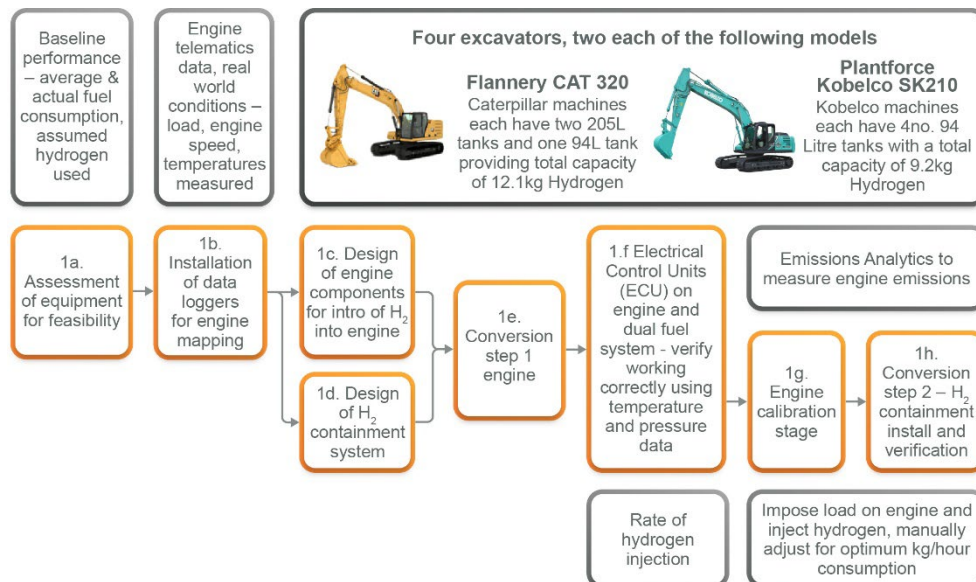 Baseline
performance
– average &
actual fuel
consumption,
assumed
hydrogen
used
Engine
telematics
data, real
world
conditions –
load, engine
speed,
temperatures
measured
Four excavators, two each of the following models
Flannery CAT 320
Caterpillar machines
each have two 205L
tanks and one 94L tank
providing total capacity
of 12.1kg Hydrogen
Plantforce
Kobelco SK210
Kobelco machines
each have 4no. 94
Litre tanks with a total
capacity of 9.2kg
Hydrogen
1a.
Assessment
of equipment
for feasibility
1b.
Installation
of data
loggers
for engine
mapping
1c. Design
of engine
components
for intro of H₂
into engine
1d. Design
of H₂
containment
system
1e.
Conversion
step 1
engine
1.f Electrical
Control Units
(ECU) on
engine and
dual fuel
system - verify
working
correctly using
temperature
and pressure
data
Emissions Analytics to
measure engine emissions
1g.
Engine
calibration
stage
1h.
Conversion
step 2 – H₂
containment
install and
verification
Rate of
hydrogen
injection
Impose load on engine and
inject hydrogen, manually
adjust for optimum kg/hour
consumption